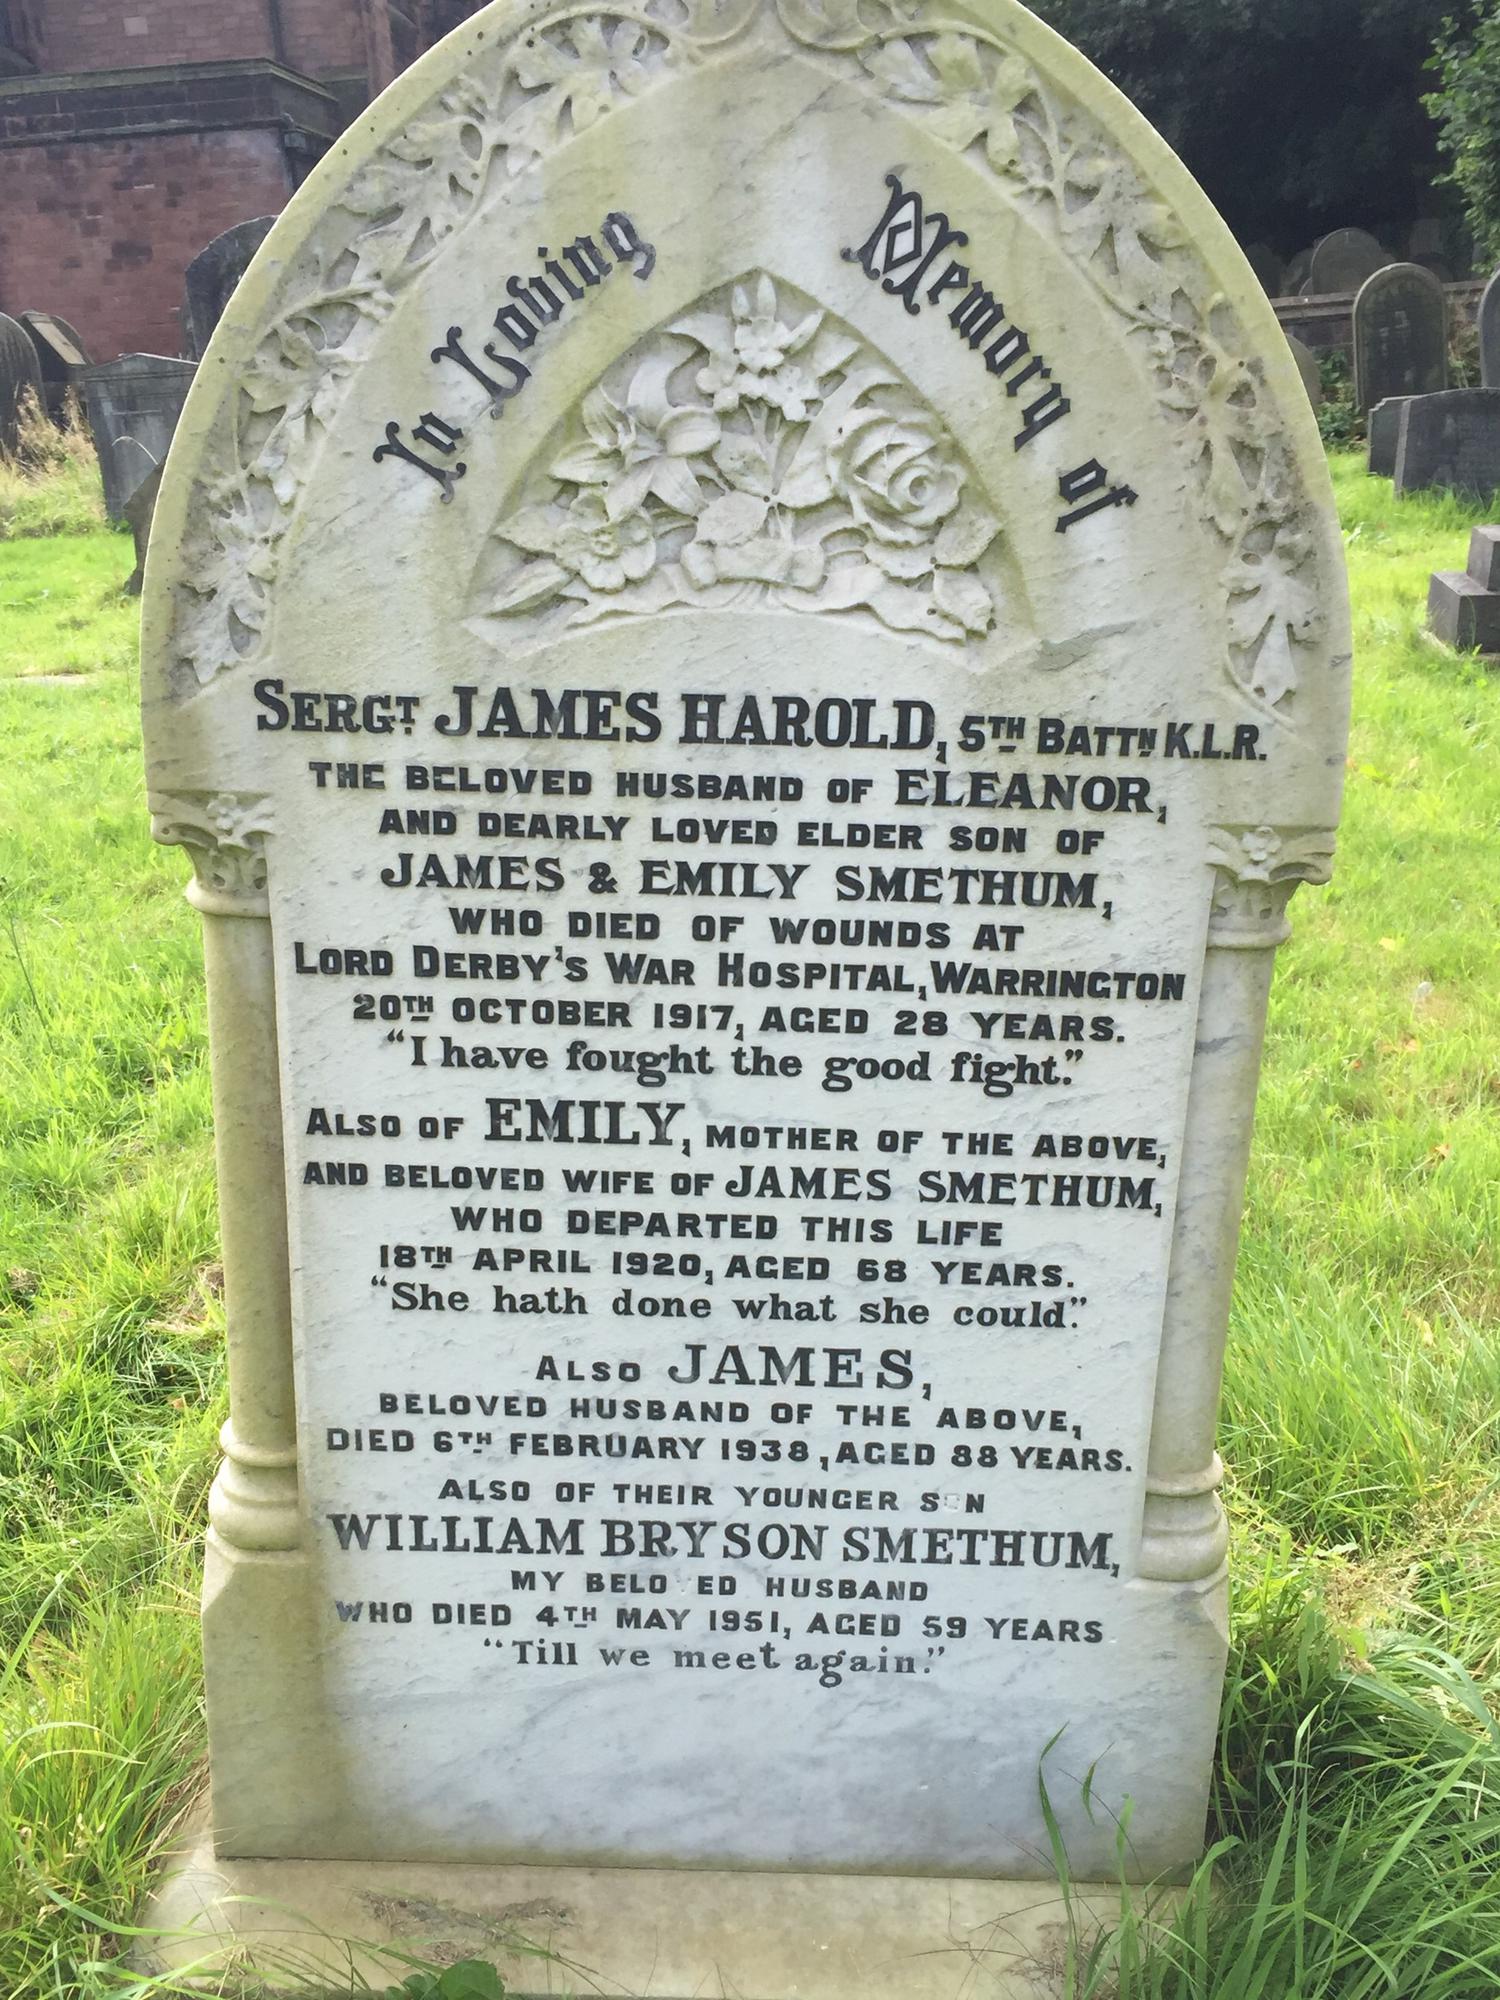 In Loving Memory of
SERGT JAMES HAROLD, 5TH BATTN K.L.R.
THE BELOVED HUSBAND OF ELEANOR,
AND DEARLY LOVED ELDER SON OF
JAMES & EMILY SMETHUM,
WHO DIED OF WOUNDS AT
LORD DERBY'S WAR HOSPITAL, WARRINGTON
20TH OCTOBER 1917, AGED 28 YEARS.
"I have fought the good fight."
ALSO OF EMILY, MOTHER OF THE ABOVE,
AND BELOVED WIFE OF JAMES SMETHUM,
WHO DEPARTED THIS LIFE
18TH APRIL 1920, AGED 68 YEARS.
"She hath done what she could."
ALSO JAMES,
BELOVED HUSBAND OF THE ABOVE,
DIED 6TH FEBRUARY 1938, AGED 88 YEARS.
ALSO OF THEIR YOUNGER SON
WILLIAM BRYSON SMETHUM,
MY BELO ED HUSBAND
WHO DIED 4TH MAY 1951, AGED 59 YEARS
"Till we meet again."